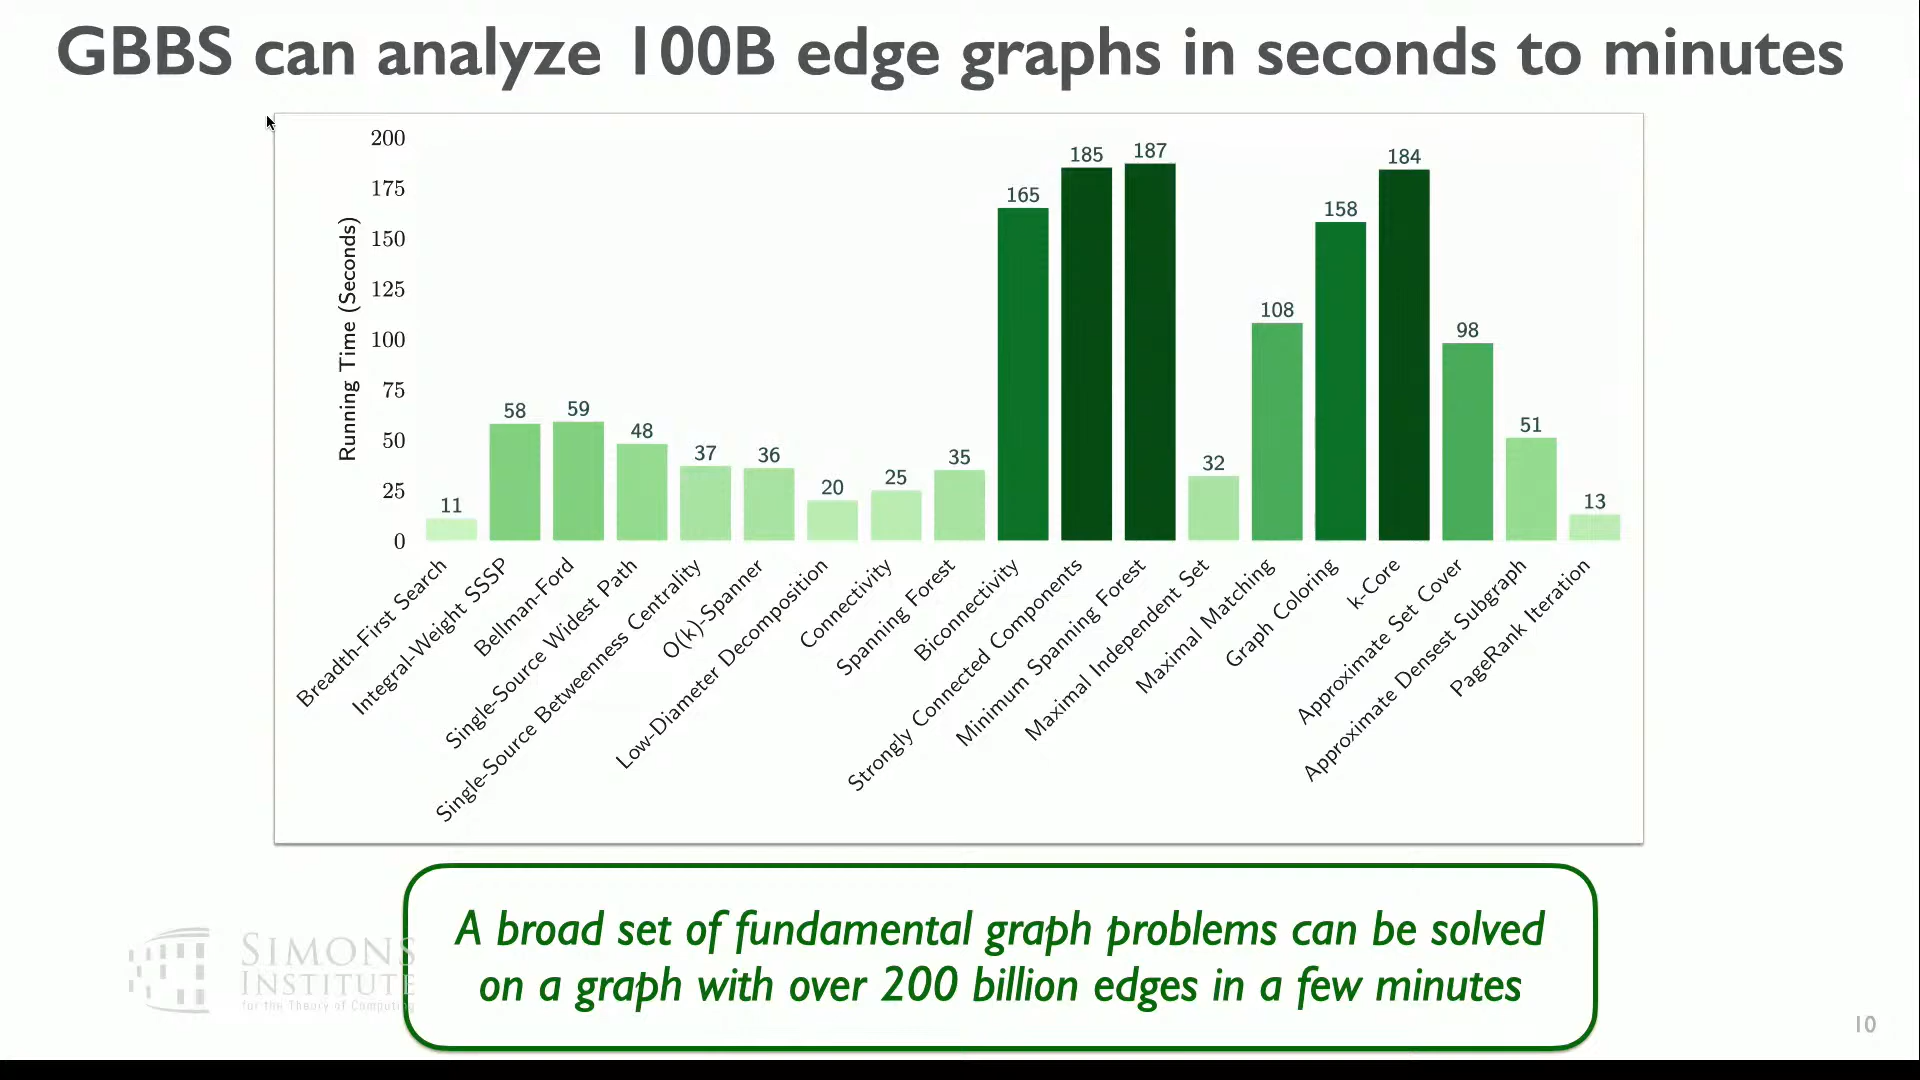 GBBS can analyze 100B edge graphs in seconds to minutes
Running Time (Seconds)
200
175
150
125
100
75
50
25
0
11
58
59
48
37
36
20
25
35
165
185
187
32
108
158
184
98
51
13
Breadth-First Search
Integral-Weight SSSP
Bellman-Ford
Single-Source Widest Path
Single-Source Betweenness Centrality
O(k)-Spanner
Low-Diameter Decomposition
Connectivity
Spanning Forest
Biconnectivity
Strongly Connected Components
Minimum Spanning Forest
Maximal Independent Set
Maximal Matching
Graph Coloring
k-Core
Approximate Set Cover
Approximate Densest Subgraph
PageRank Iteration
A broad set of fundamental graph problems can be solved
on a graph with over 200 billion edges in a few minutes
SIMONS
INSTITUTE
for the Theory of Computing
10